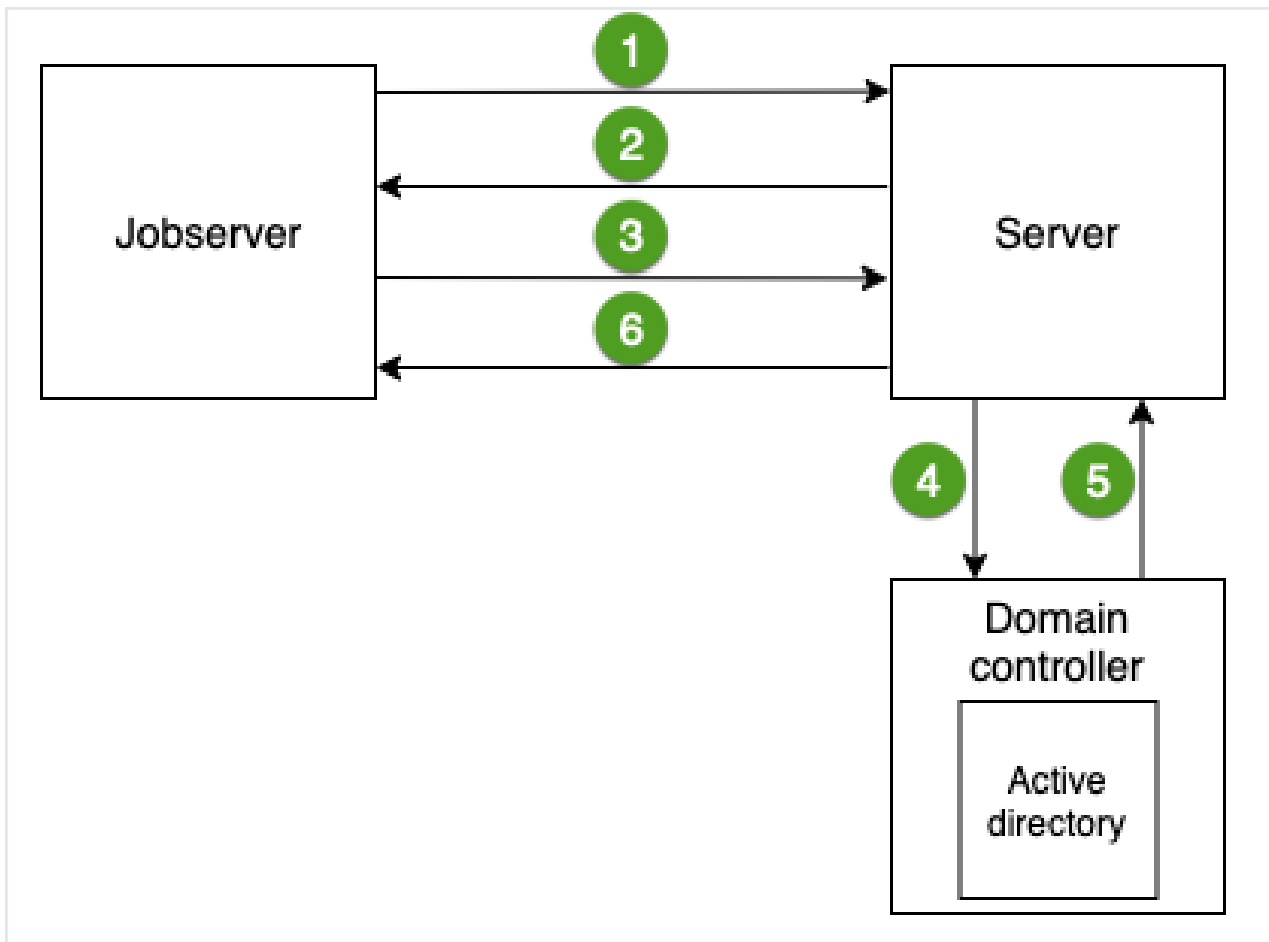 1
2
Jobserver
3
Server
6
4
5
Domain
controller
Active
directory